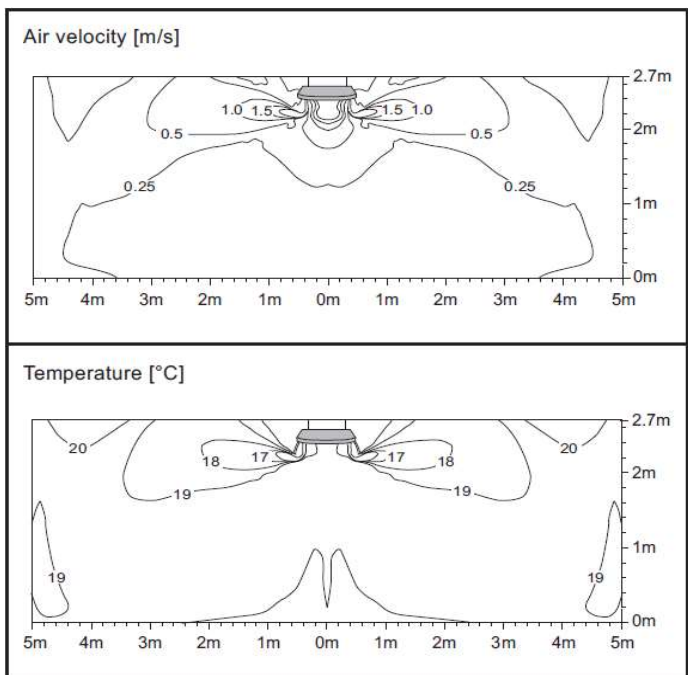 Air velocity [m/s]
2.7m
1.0 1.5 1.5 1.0
0.5 0.5
2m
0.25 0.25
1m
0m
5m 4m 3m 2m 1m 0m 1m 2m 3m 4m 5m
Temperature [°C]
2.7m
20 20
18 17 17 18
2m
19 19
1m
19 19
0m
5m 4m 3m 2m 1m 0m 1m 2m 3m 4m 5m